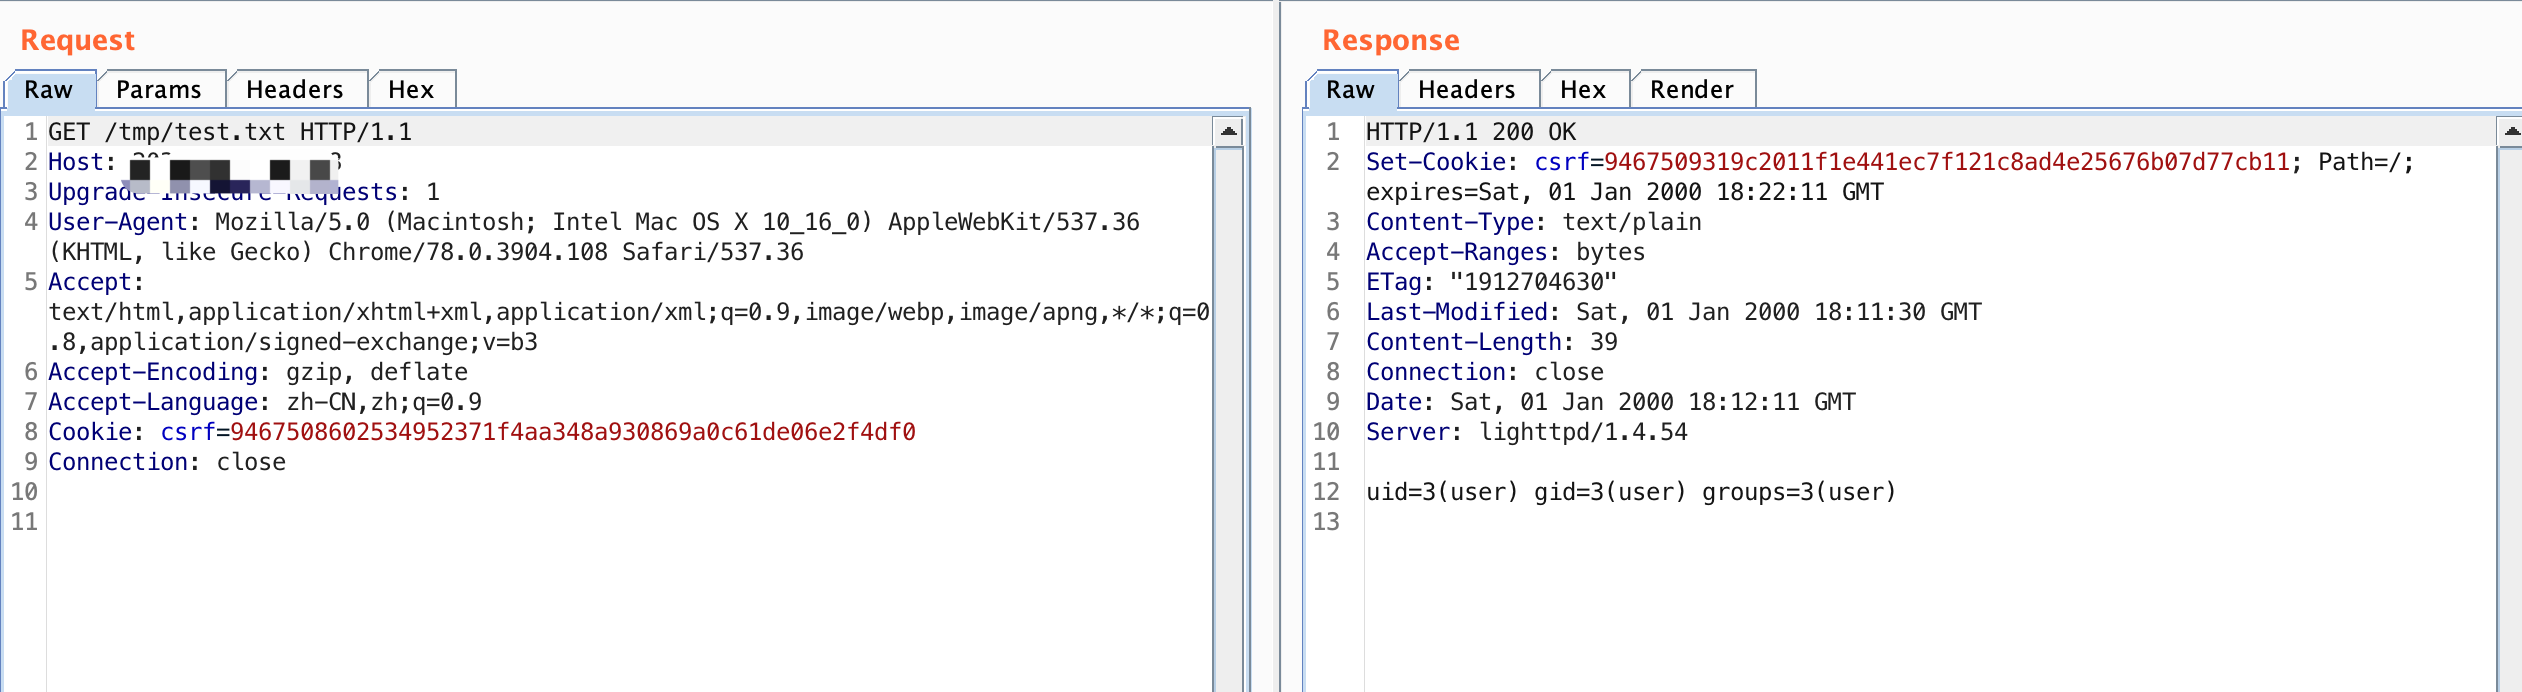 Request
Raw Params Headers Hex
1 GET /tmp/test.txt HTTP/1.1
2 Host:
3 Upgrade-Insecure-Requests: 1
4 User-Agent: Mozilla/5.0 (Macintosh; Intel Mac OS X 10_16_0) AppleWebKit/537.36
(KHTML, like Gecko) Chrome/78.0.3904.108 Safari/537.36
5 Accept:
text/html,application/xhtml+xml,application/xml;q=0.9,image/webp,image/apng,*/*;q=0
.8,application/signed-exchange;v=b3
6 Accept-Encoding: gzip, deflate
7 Accept-Language: zh-CN,zh;q=0.9
8 Cookie: csrf=9467508602534952371f4aa348a930869a0c61de06e2f4df0
9 Connection: close
10
11
Response
Raw Headers Hex Render
1 HTTP/1.1 200 OK
2 Set-Cookie: csrf=9467509319c2011f1e441ec7f121c8ad4e25676b07d77cb11; Path=/;
expires=Sat, 01 Jan 2000 18:22:11 GMT
3 Content-Type: text/plain
4 Accept-Ranges: bytes
5 ETag: "1912704630"
6 Last-Modified: Sat, 01 Jan 2000 18:11:30 GMT
7 Content-Length: 39
8 Connection: close
9 Date: Sat, 01 Jan 2000 18:12:11 GMT
10 Server: lighttpd/1.4.54
11
12 uid=3(user) gid=3(user) groups=3(user)
13